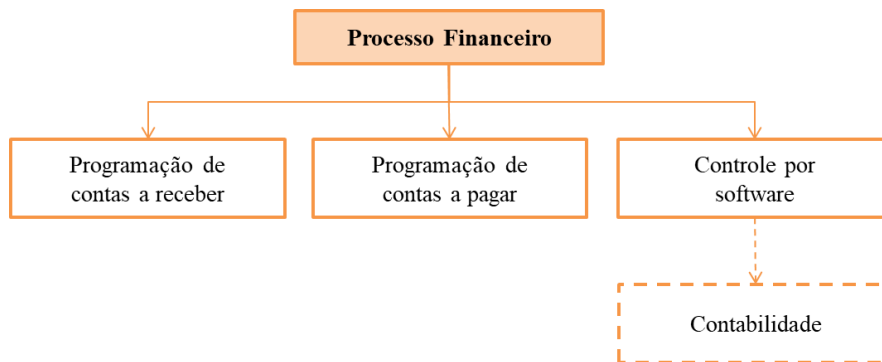 Processo Financeiro
Programação de
contas a receber
Programação de
contas a pagar
Controle por
software
Contabilidade